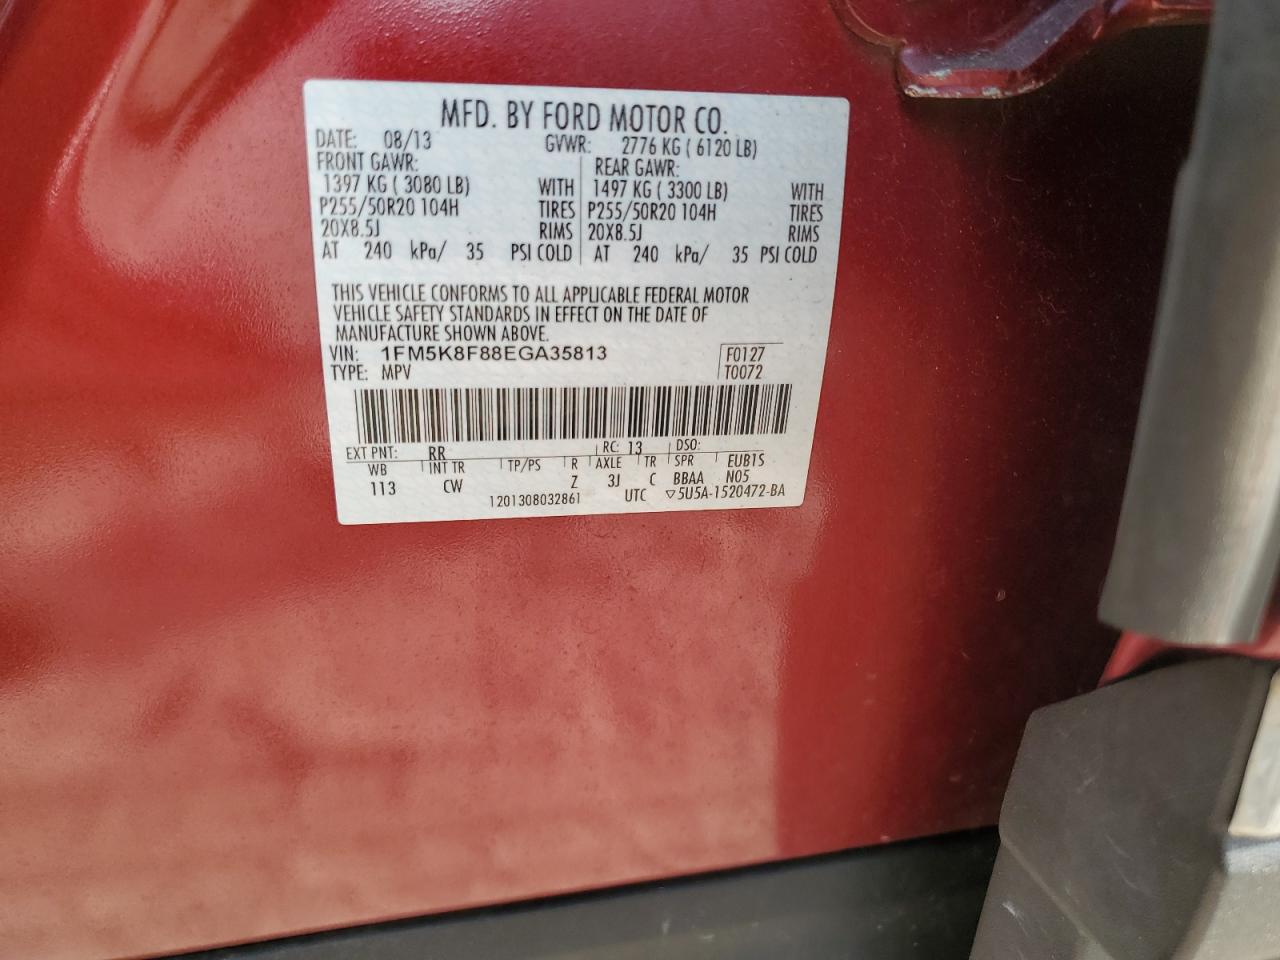 MFD. BY FORD MOTOR CO.
DATE: 08/13 GVWR: 2776 KG ( 6120 LB)
FRONT GAWR: REAR GAWR:
1397 KG ( 3080 LB) WITH 1497 KG ( 3300 LB) WITH
P255/50R20 104H TIRES P255/50R20 104H TIRES
20X8.5J RIMS 20X8.5J RIMS
AT 240 kPa/ 35 PSI COLD AT 240 kPa/ 35 PSI COLD
THIS VEHICLE CONFORMS TO ALL APPLICABLE FEDERAL MOTOR
VEHICLE SAFETY STANDARDS IN EFFECT ON THE DATE OF
MANUFACTURE SHOWN ABOVE.
VIN: 1FM5K8F88EGA35813 F0127
TYPE: MPV T0072
EXT PNT: RR RC: 13 DSO:
WB INT TR TP/PS R AXLE TR SPR EUB1S
113 CW Z 3J C BBAA N05
1201308032861 UTC ▽5U5A-1520472-BA